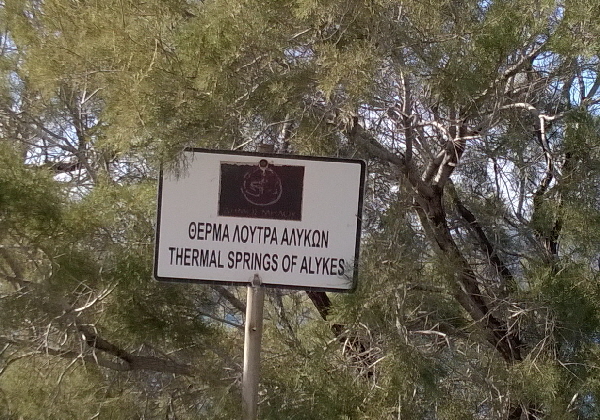 ΘΕΡΜΑ ΛΟΥΤΡΑ ΑΛΥΚΩΝ
THERMAL SPRINGS OF ALYKES